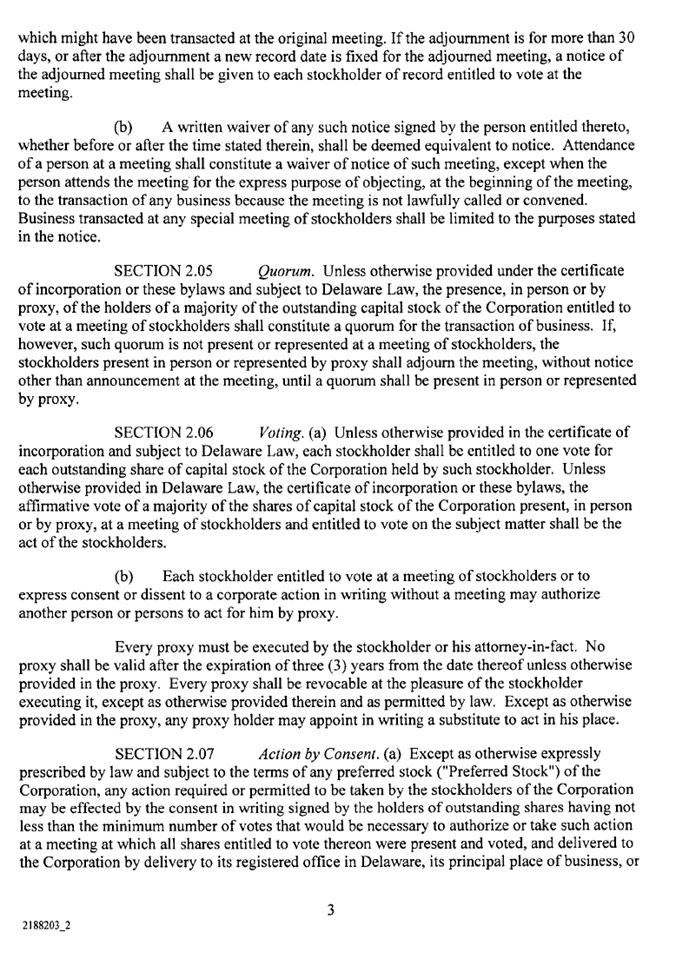 which might have been transacted at the original meeting. If the adjournment is for more than 30
days, or after the adjournment a new record date is fixed for the adjourned meeting, a notice of
the adjourned meeting shall be given to each stockholder of record entitled to vote at the
meeting.
(b) A written waiver of any such notice signed by the person entitled thereto,
whether before or after the time stated therein, shall be deemed equivalent to notice. Attendance
of a person at a meeting shall constitute a waiver of notice of such meeting, except when the
person attends the meeting for the express purpose of objecting, at the beginning of the meeting,
to the transaction of any business because the meeting is not lawfully called or convened.
Business transacted at any special meeting of stockholders shall be limited to the purposes stated
in the notice.
SECTION 2.05 Quorum. Unless otherwise provided under the certificate
of incorporation or these bylaws and subject to Delaware Law, the presence, in person or by
proxy, of the holders of a majority of the outstanding capital stock of the Corporation entitled to
vote at a meeting of stockholders shall constitute a quorum for the transaction of business. If,
however, such quorum is not present or represented at a meeting of stockholders, the
stockholders present in person or represented by proxy shall adjourn the meeting, without notice
other than announcement at the meeting, until a quorum shall be present in person or represented
by proxy.
SECTION 2.06 Voting. (a) Unless otherwise provided in the certificate of
incorporation and subject to Delaware Law, each stockholder shall be entitled to one vote for
each outstanding share of capital stock of the Corporation held by such stockholder. Unless
otherwise provided in Delaware Law, the certificate of incorporation or these bylaws, the
affirmative vote of a majority of the shares of capital stock of the Corporation present, in person
or by proxy, at a meeting of stockholders and entitled to vote on the subject matter shall be the
act of the stockholders.
(b) Each stockholder entitled to vote at a meeting of stockholders or to
express consent or dissent to a corporate action in writing without a meeting may authorize
another person or persons to act for him by proxy.
Every proxy must be executed by the stockholder or his attorney-in-fact. No
proxy shall be valid after the expiration of three (3) years from the date thereof unless otherwise
provided in the proxy. Every proxy shall be revocable at the pleasure of the stockholder
executing it, except as otherwise provided therein and as permitted by law. Except as otherwise
provided in the proxy, any proxy holder may appoint in writing a substitute to act in his place.
SECTION 2.07 Action by Consent. (a) Except as otherwise expressly
prescribed by law and subject to the terms of any preferred stock ("Preferred Stock") of the
Corporation, any action required or permitted to be taken by the stockholders of the Corporation
may be effected by the consent in writing signed by the holders of outstanding shares having not
less than the minimum number of votes that would be necessary to authorize or take such action
at a meeting at which all shares entitled to vote thereon were present and voted, and delivered to
the Corporation by delivery to its registered office in Delaware, its principal place of business, or
3
2188203_2